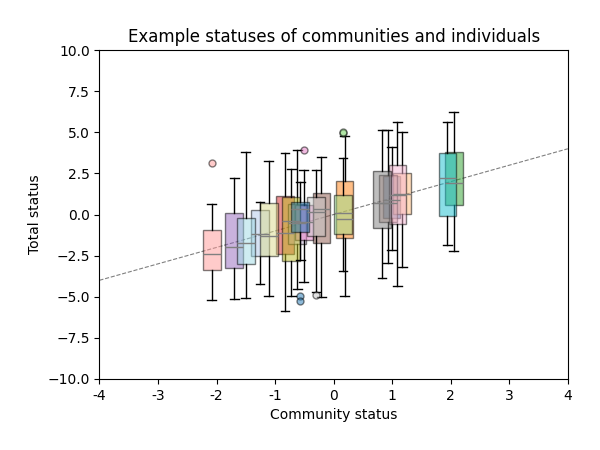 Example statuses of communities and individuals
10.0
7.5
5.0
2.5
0.0
−2.5
−5.0
−7.5
−10.0
Total status
-4 -3 -2 -1 0 1 2 3 4
Community status